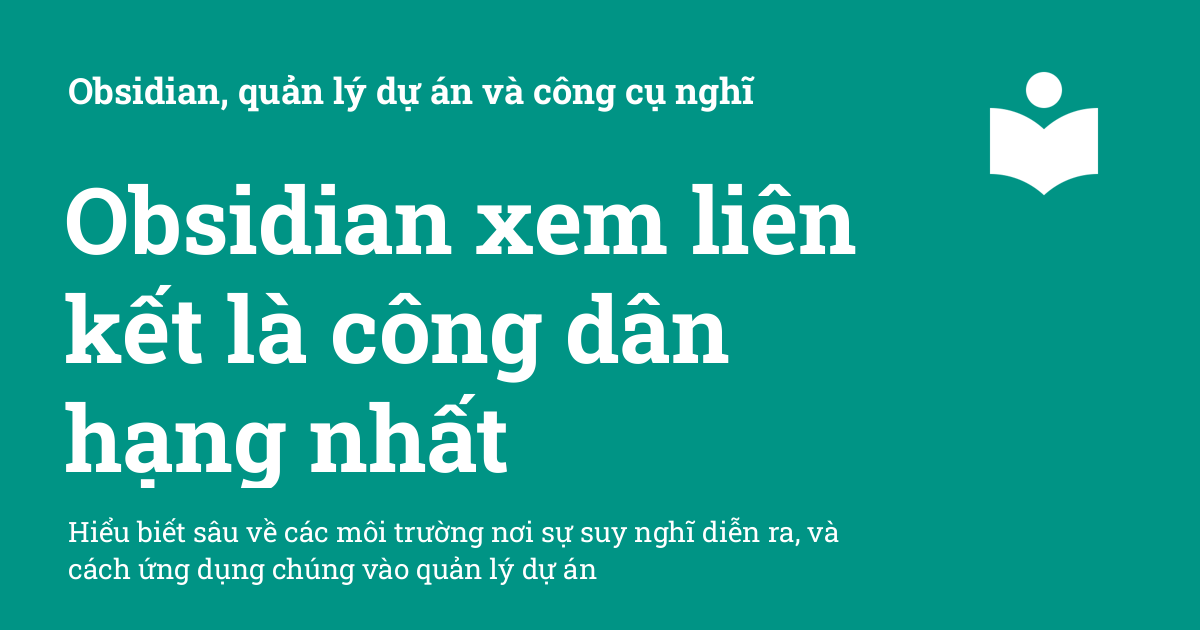 Obsidian, quản lý dự án và công cụ nghĩ
Obsidian xem liên
kết là công dân
hạng nhất
Hiểu biết sâu về các môi trường nơi sự suy nghĩ diễn ra, và
cách ứng dụng chúng vào quản lý dự án